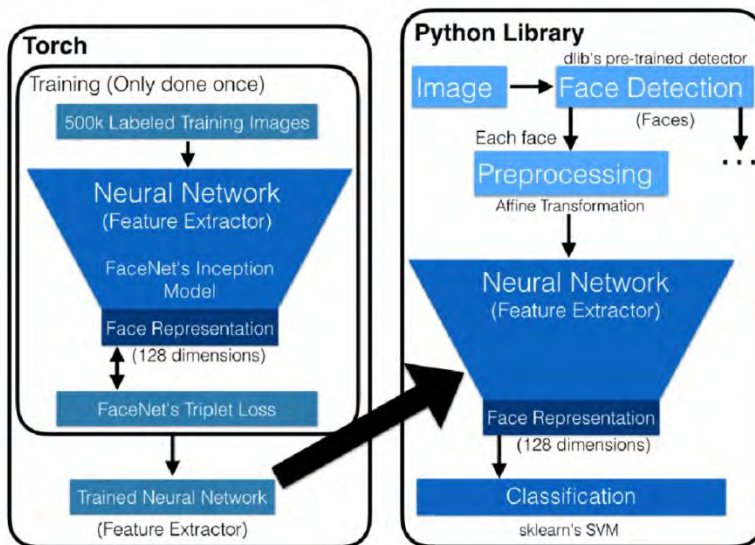 Torch
Training (Only done once)
500k Labeled Training Images
Neural Network
(Feature Extractor)
FaceNet's Inception
Model
Face Representation
(128 dimensions)
FaceNet's Triplet Loss
Trained Neural Network
(Feature Extractor)
Python Library
dlib's pre-trained detector
Image
Face Detection
(Faces)
Each face
...
Preprocessing
Affine Transformation
Neural Network
(Feature Extractor)
Face Representation
(128 dimensions)
Classification
sklearn's SVM